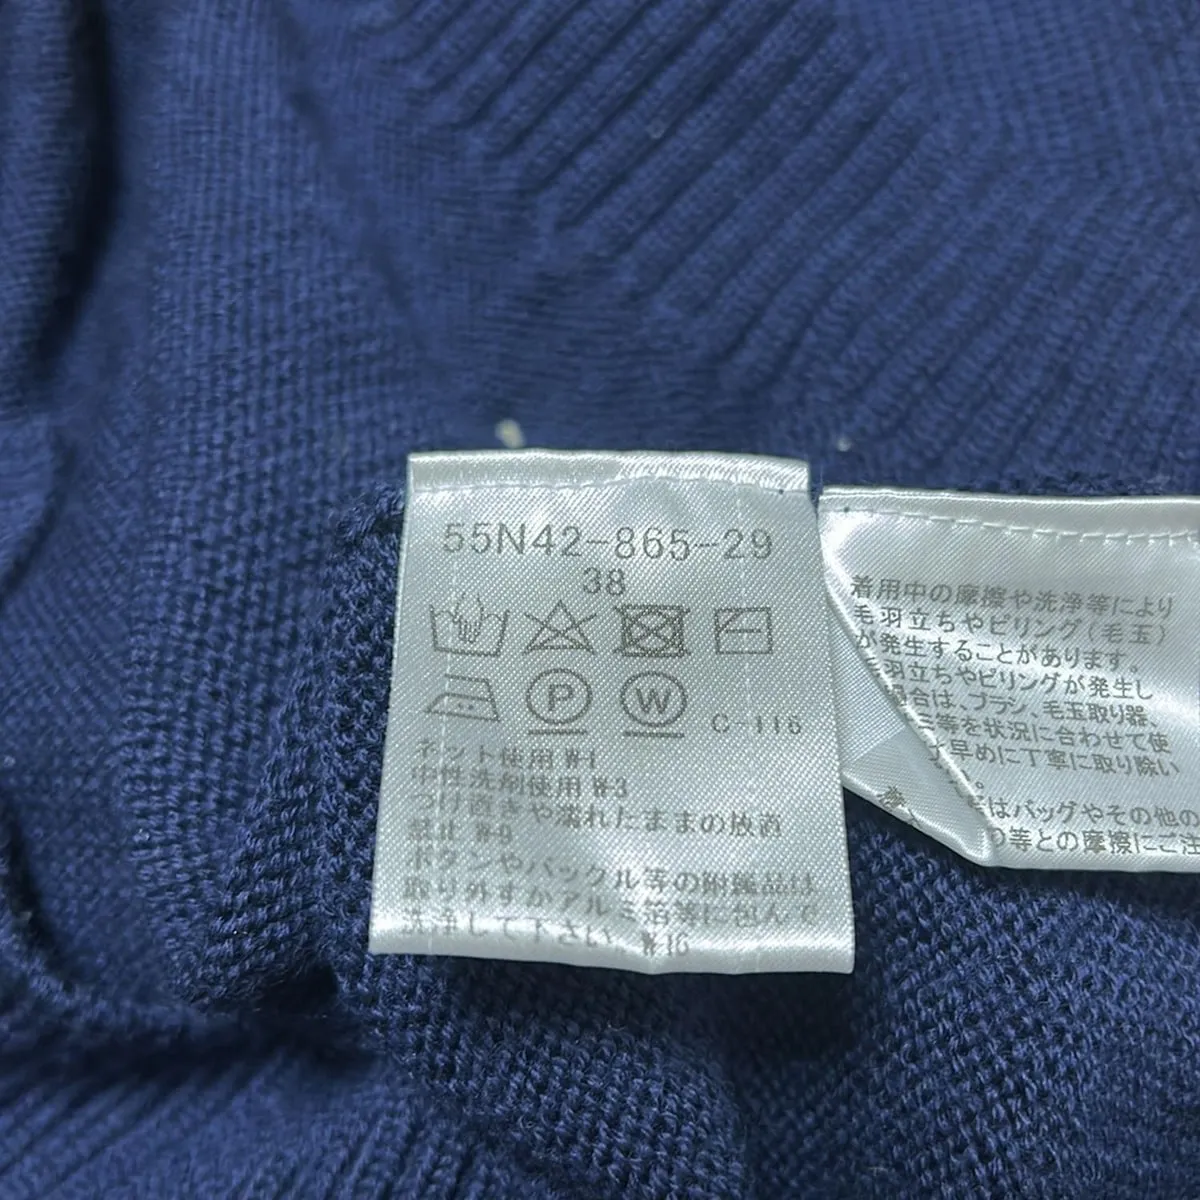 55N42-865-29
38
P W C-116
ネット使用 W-1
中性洗剤使用 W-3
つけ置きや濡れたままの放置
禁止 W-9
ボタンやバックル等の附属品は
取り外すかアルミ箔等に包んで
洗浄して下さい。W-16
着用中の摩擦や洗浄等により
毛羽立ちやピリング(毛玉)
が発生することがあります。
毛羽立ちやピリングが発生し
場合は、ブラシ、毛玉取り器、
等を状況に合わせて使
早めに丁寧に取り除い
。
はバッグやその他の
の等との摩擦にご注